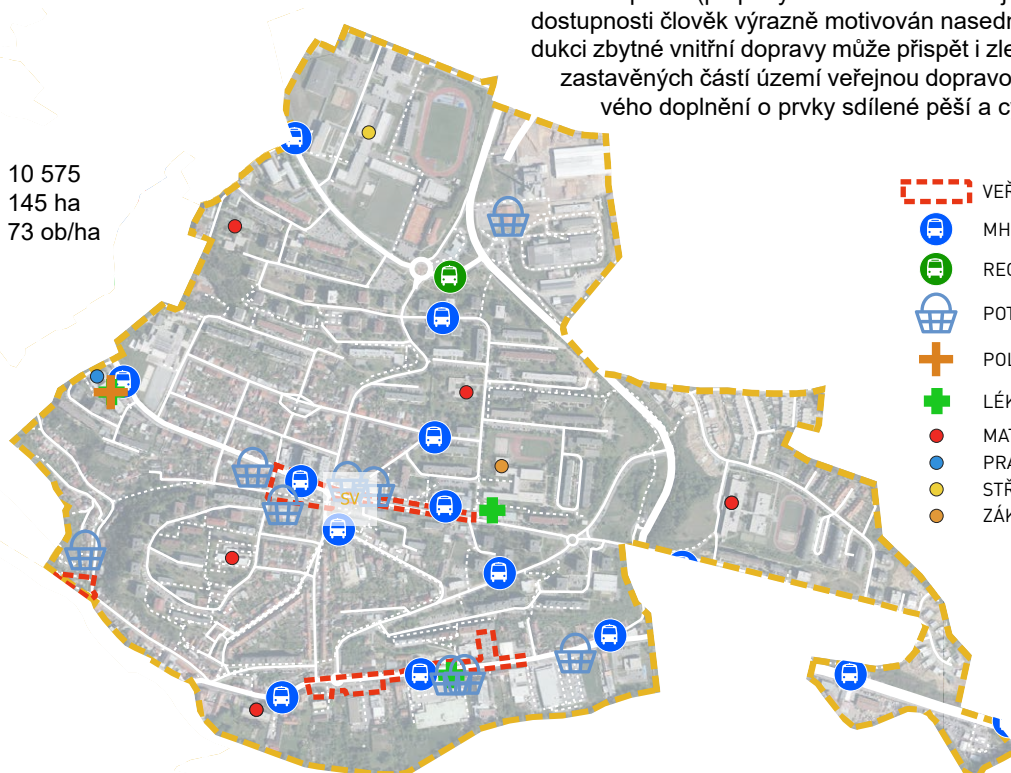 dostupnosti člověk výrazně motivován nasedn
dukci zbytné vnitřní dopravy může přispět i zle
zastavěných částí území veřejnou dopravo
vého doplnění o prvky sdílené pěší a c
10 575
145 ha
73 ob/ha
VEŘ
MH
REG
POT
POL
LÉK
MAT
PRA
STŘ
ZÁK
SV